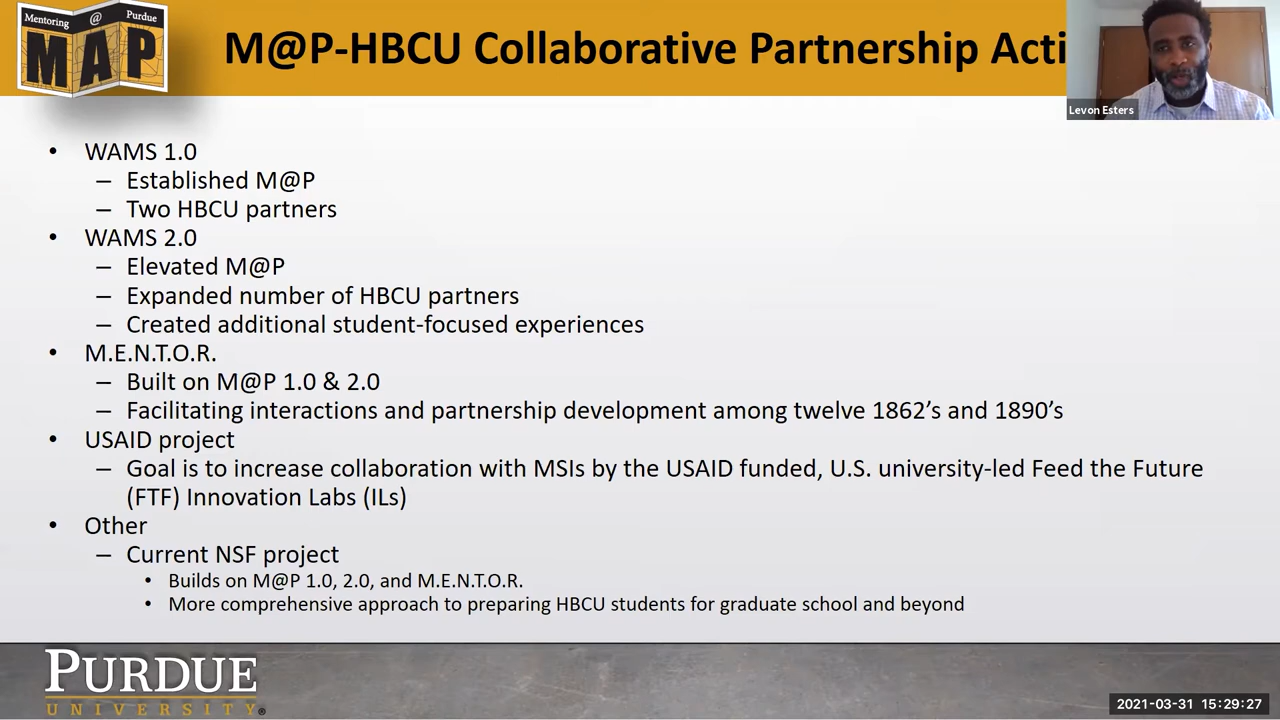 Mentoring @ Purdue
MAP
M@P-HBCU Collaborative Partnership Acti
Levon Esters
• WAMS 1.0
– Established M@P
– Two HBCU partners
• WAMS 2.0
– Elevated M@P
– Expanded number of HBCU partners
– Created additional student-focused experiences
• M.E.N.T.O.R.
– Built on M@P 1.0 & 2.0
– Facilitating interactions and partnership development among twelve 1862’s and 1890’s
• USAID project
– Goal is to increase collaboration with MSIs by the USAID funded, U.S. university-led Feed the Future
(FTF) Innovation Labs (ILs)
• Other
– Current NSF project
• Builds on M@P 1.0, 2.0, and M.E.N.T.O.R.
• More comprehensive approach to preparing HBCU students for graduate school and beyond
PURDUE
UNIVERSITY®
2021-03-31 15:29:27